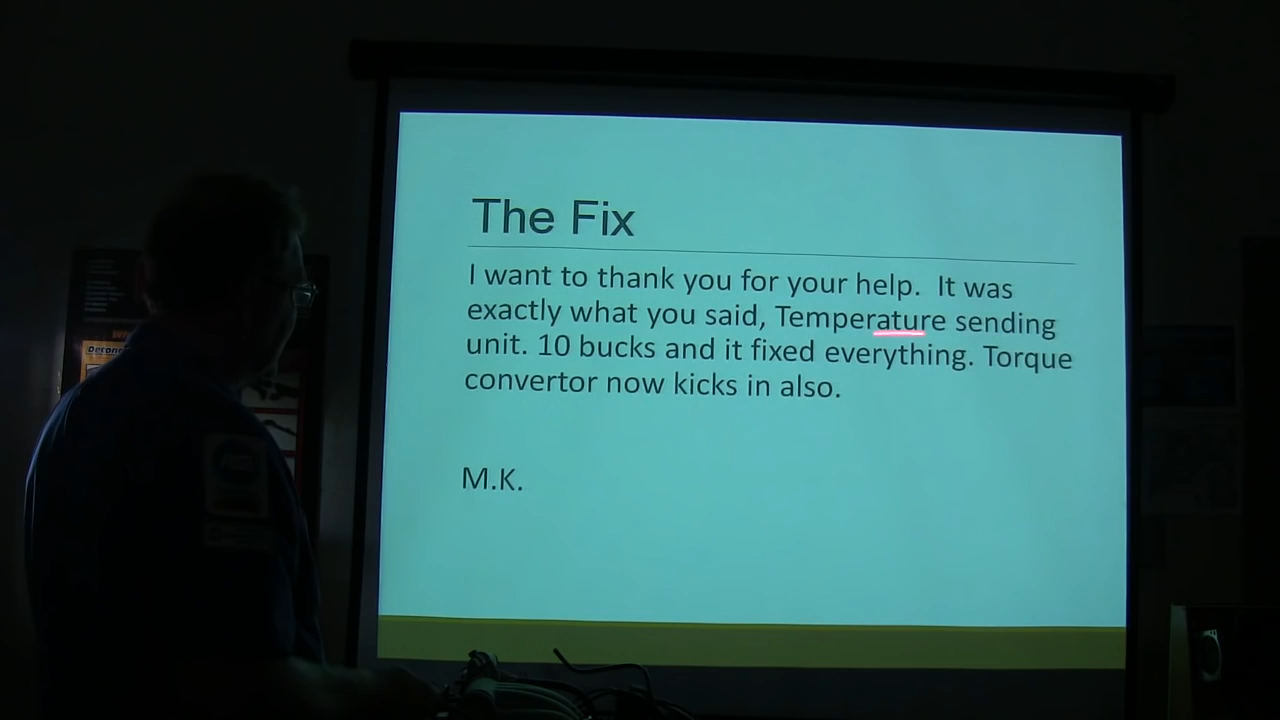 The Fix
I want to thank you for your help.  It was
exactly what you said, Temperature sending
unit. 10 bucks and it fixed everything. Torque
convertor now kicks in also.
M.K.